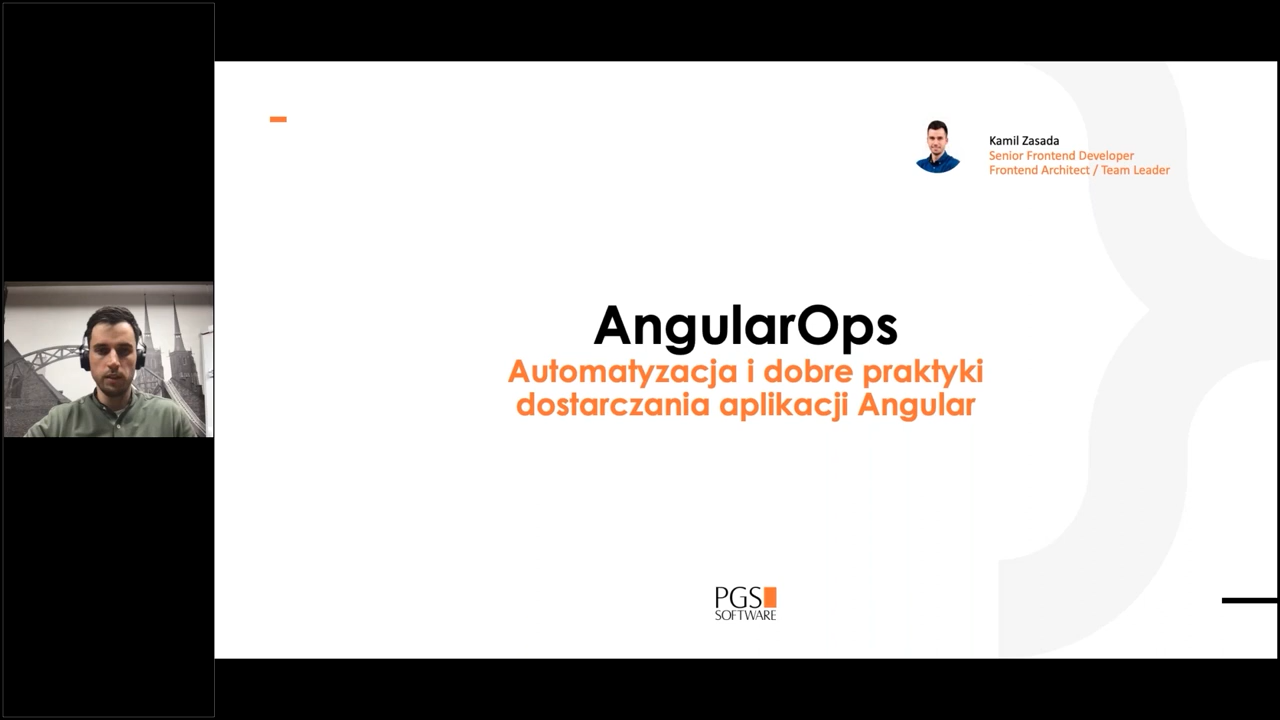 Kamil Zasada
Senior Frontend Developer
Frontend Architect / Team Leader
AngularOps
Automatyzacja i dobre praktyki
dostarczania aplikacji Angular
PGS
SOFTWARE